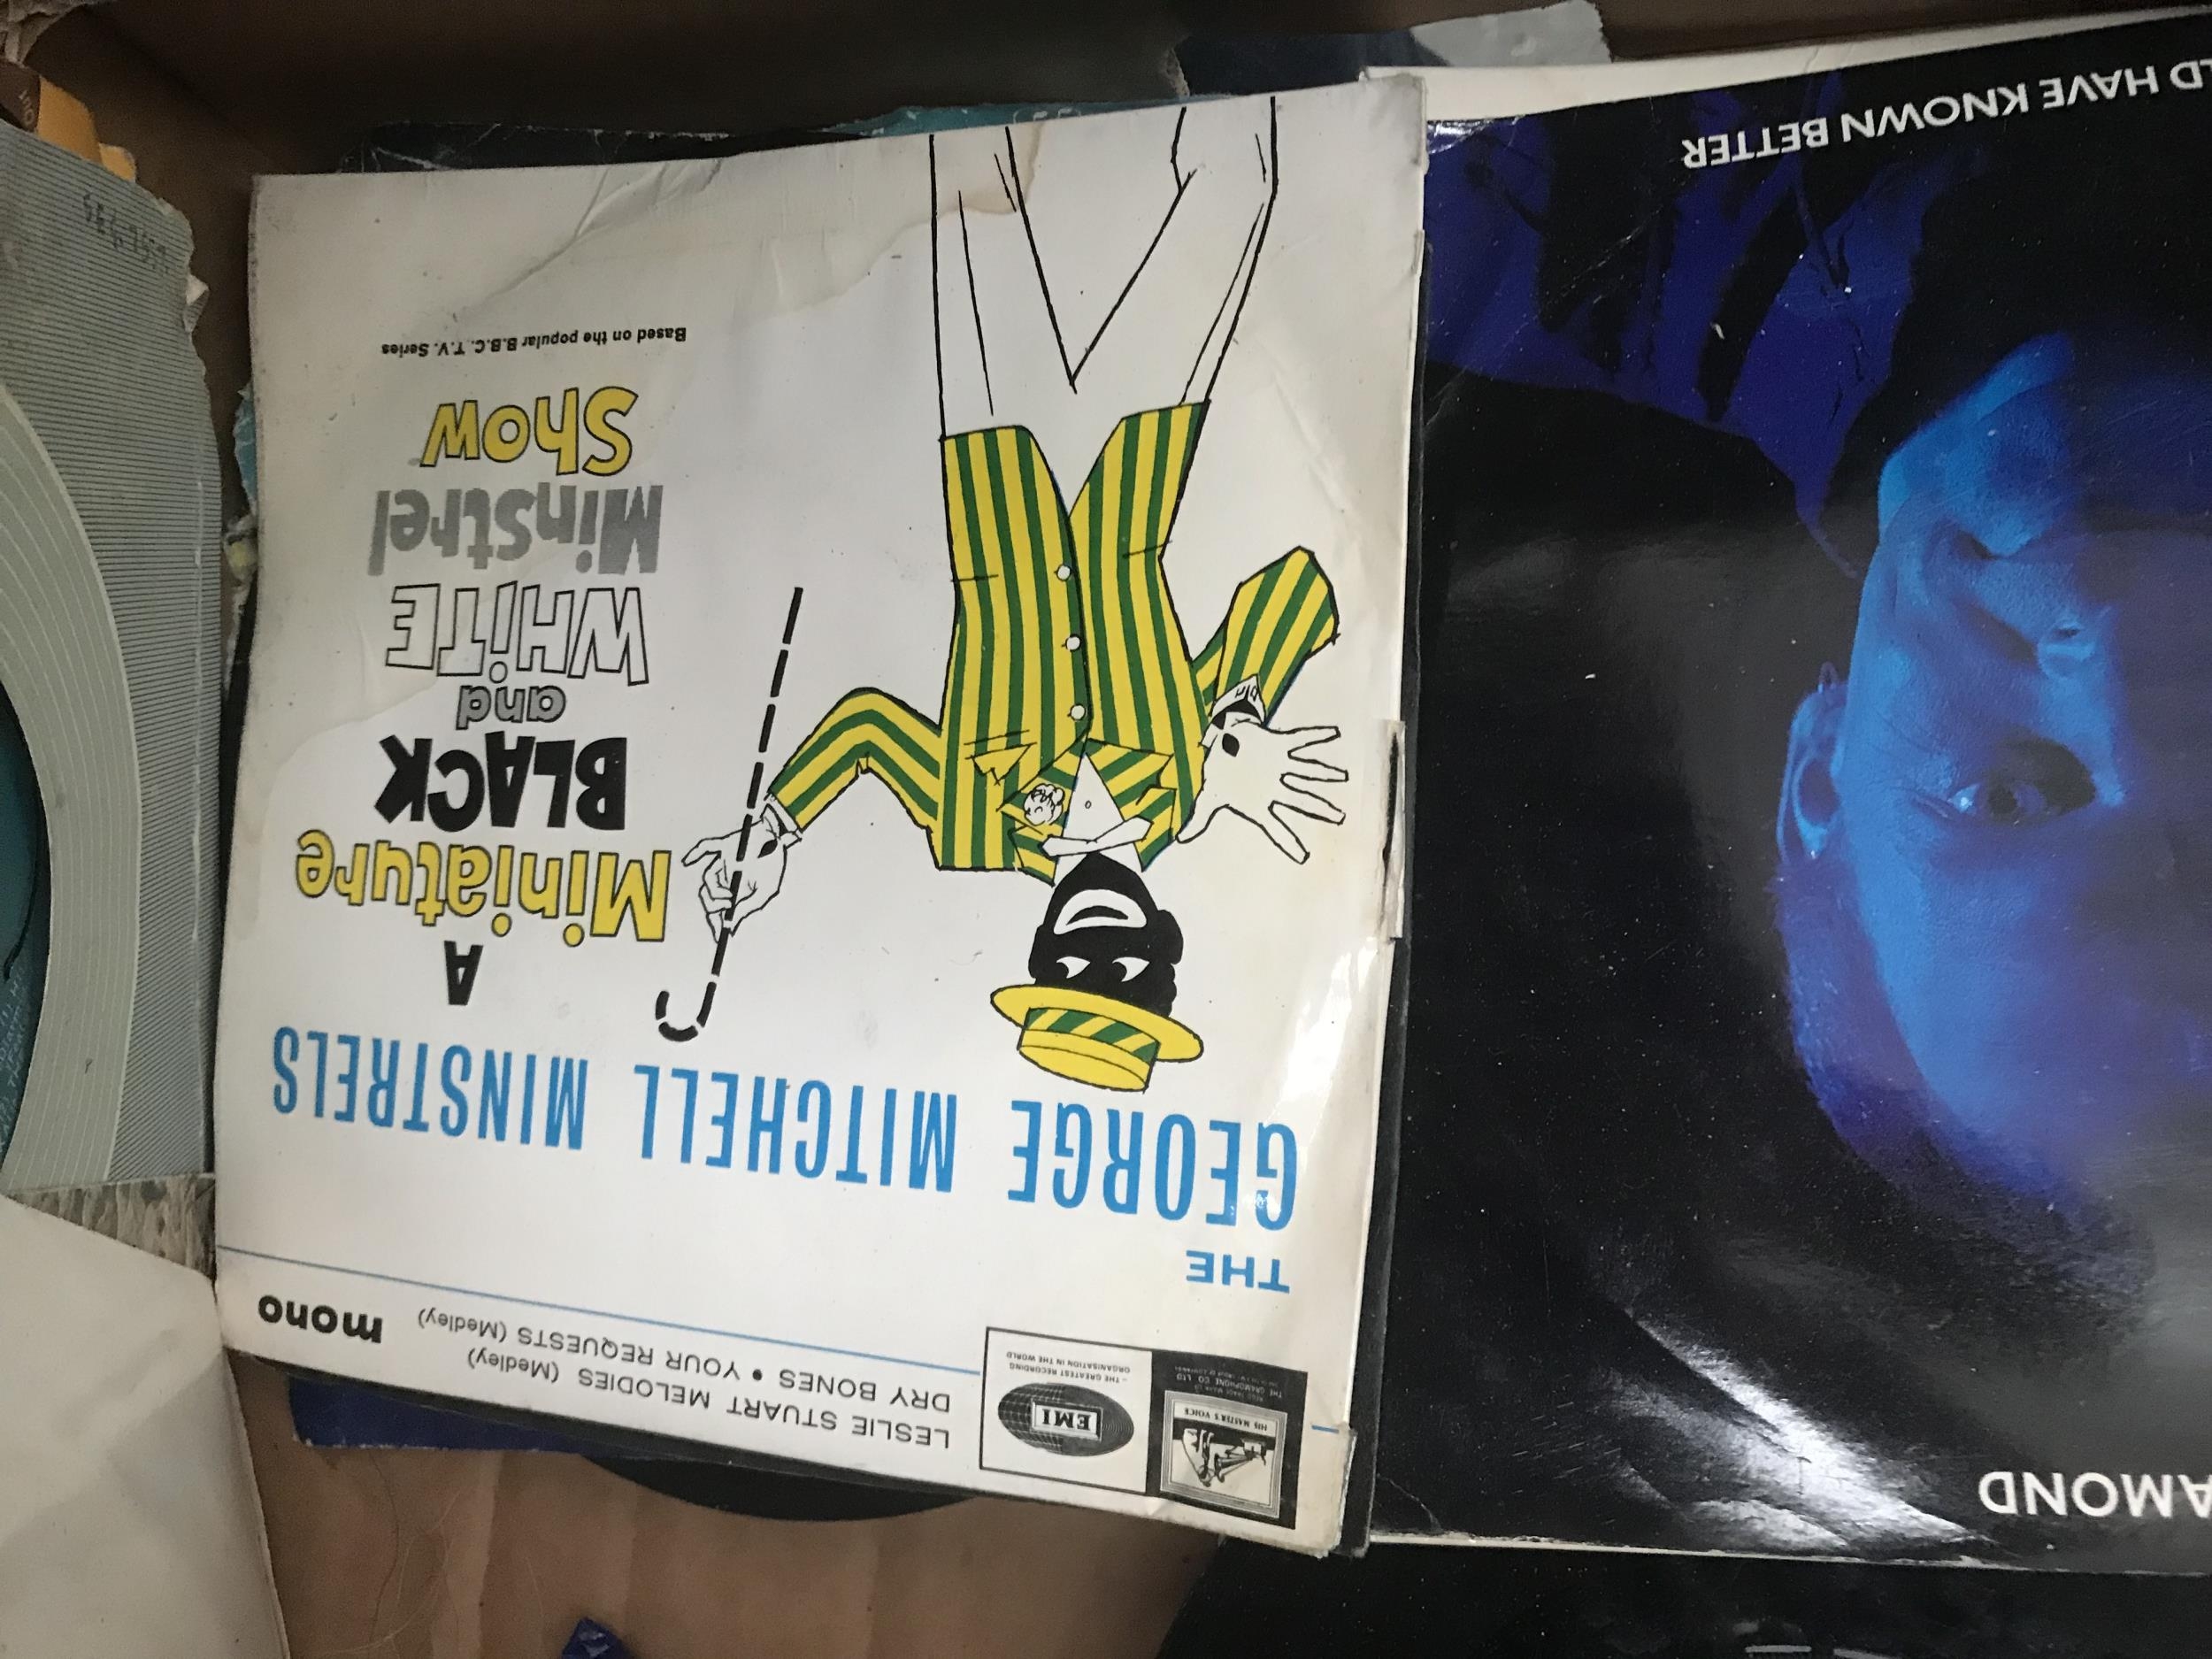 LESLIE STUART MELODIES (Medley)
DRY BONES • YOUR REQUESTS (Medley)
mono
HIS MASTER'S VOICE
THE GRAMOPHONE CO. LTD
EMI
THE GREATEST RECORDING
ORGANISATION IN THE WORLD
THE
GEORGE MITCHELL MINSTRELS
A
Miniature
BLACK
and
WHiTE
Minstrel
Show
Based on the popular B.B.C. T.V. Series
AMOND
LD HAVE KNOWN BETTER